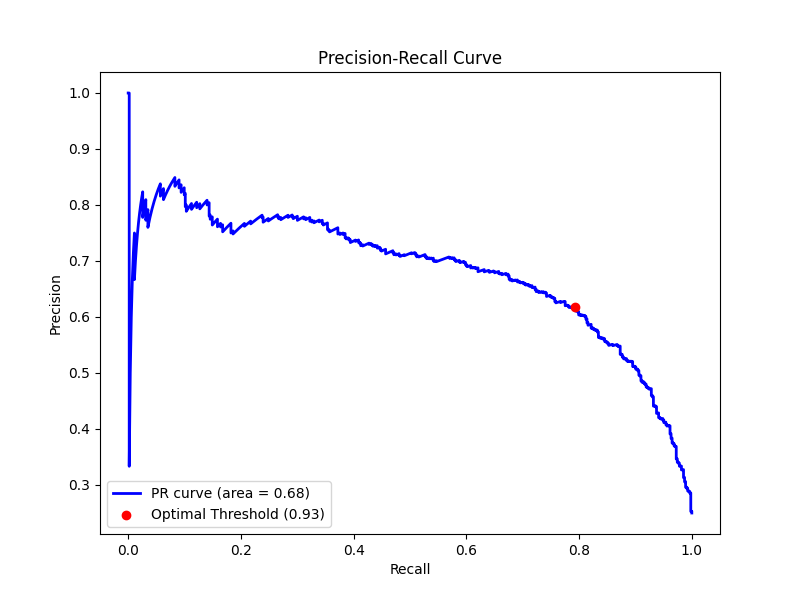 Precision-Recall Curve
Precision
1.0
0.9
0.8
0.7
0.6
0.5
0.4
0.3
PR curve (area = 0.68)
Optimal Threshold (0.93)
0.0 0.2 0.4 0.6 0.8 1.0
Recall